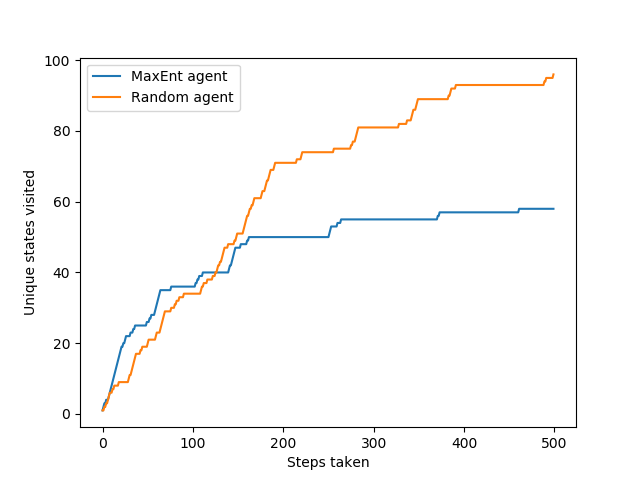 MaxEnt agent
Random agent
100
80
60
40
20
0
Unique states visited
0 100 200 300 400 500
Steps taken